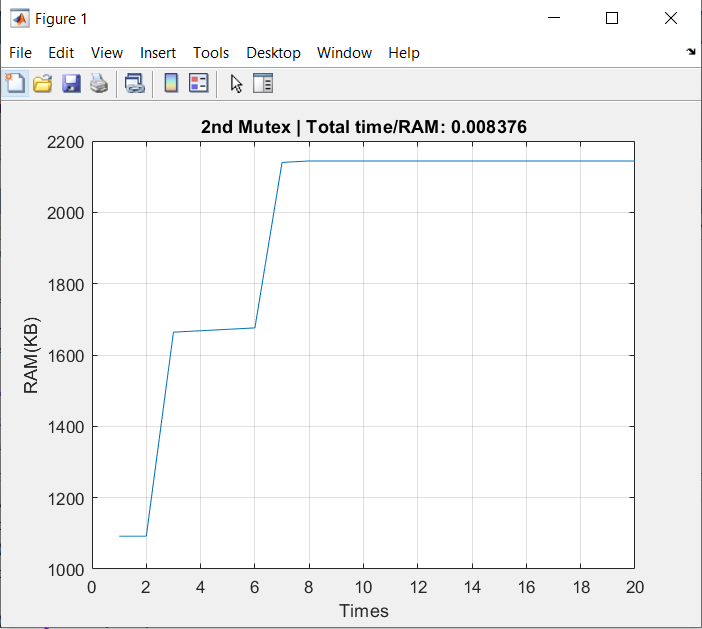 Figure 1
File Edit View Insert Tools Desktop Window Help
2nd Mutex | Total time/RAM: 0.008376
2200
2000
1800
1600
1400
1200
1000
RAM(KB)
0 2 4 6 8 10 12 14 16 18 20
Times